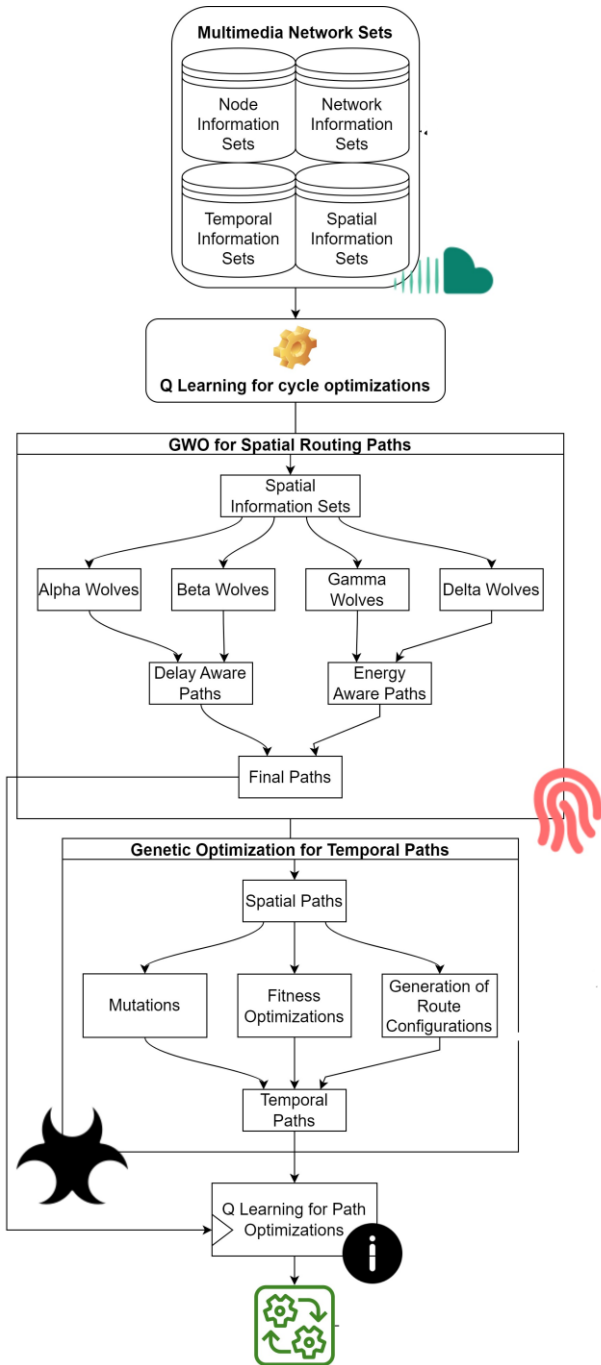 Multimedia Network Sets
Node
Information
Sets
Network
Information
Sets
Temporal
Information
Sets
Spatial
Information
Sets
Q Learning for cycle optimizations
GWO for Spatial Routing Paths
Spatial
Information Sets
Alpha Wolves
Beta Wolves
Gamma
Wolves
Delta Wolves
Delay Aware
Paths
Energy
Aware Paths
Final Paths
Genetic Optimization for Temporal Paths
Spatial Paths
Mutations
Fitness
Optimizations
Generation of
Route
Configurations
Temporal
Paths
Q Learning for Path
Optimizations
i